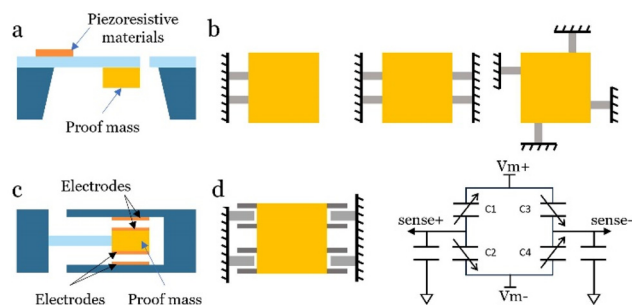 a
Piezoresistive
materials
Proof mass
b
c
Electrodes
Electrodes
Proof mass
d
Vm+
sense+
C1
C3
sense-
C2
C4
Vm-